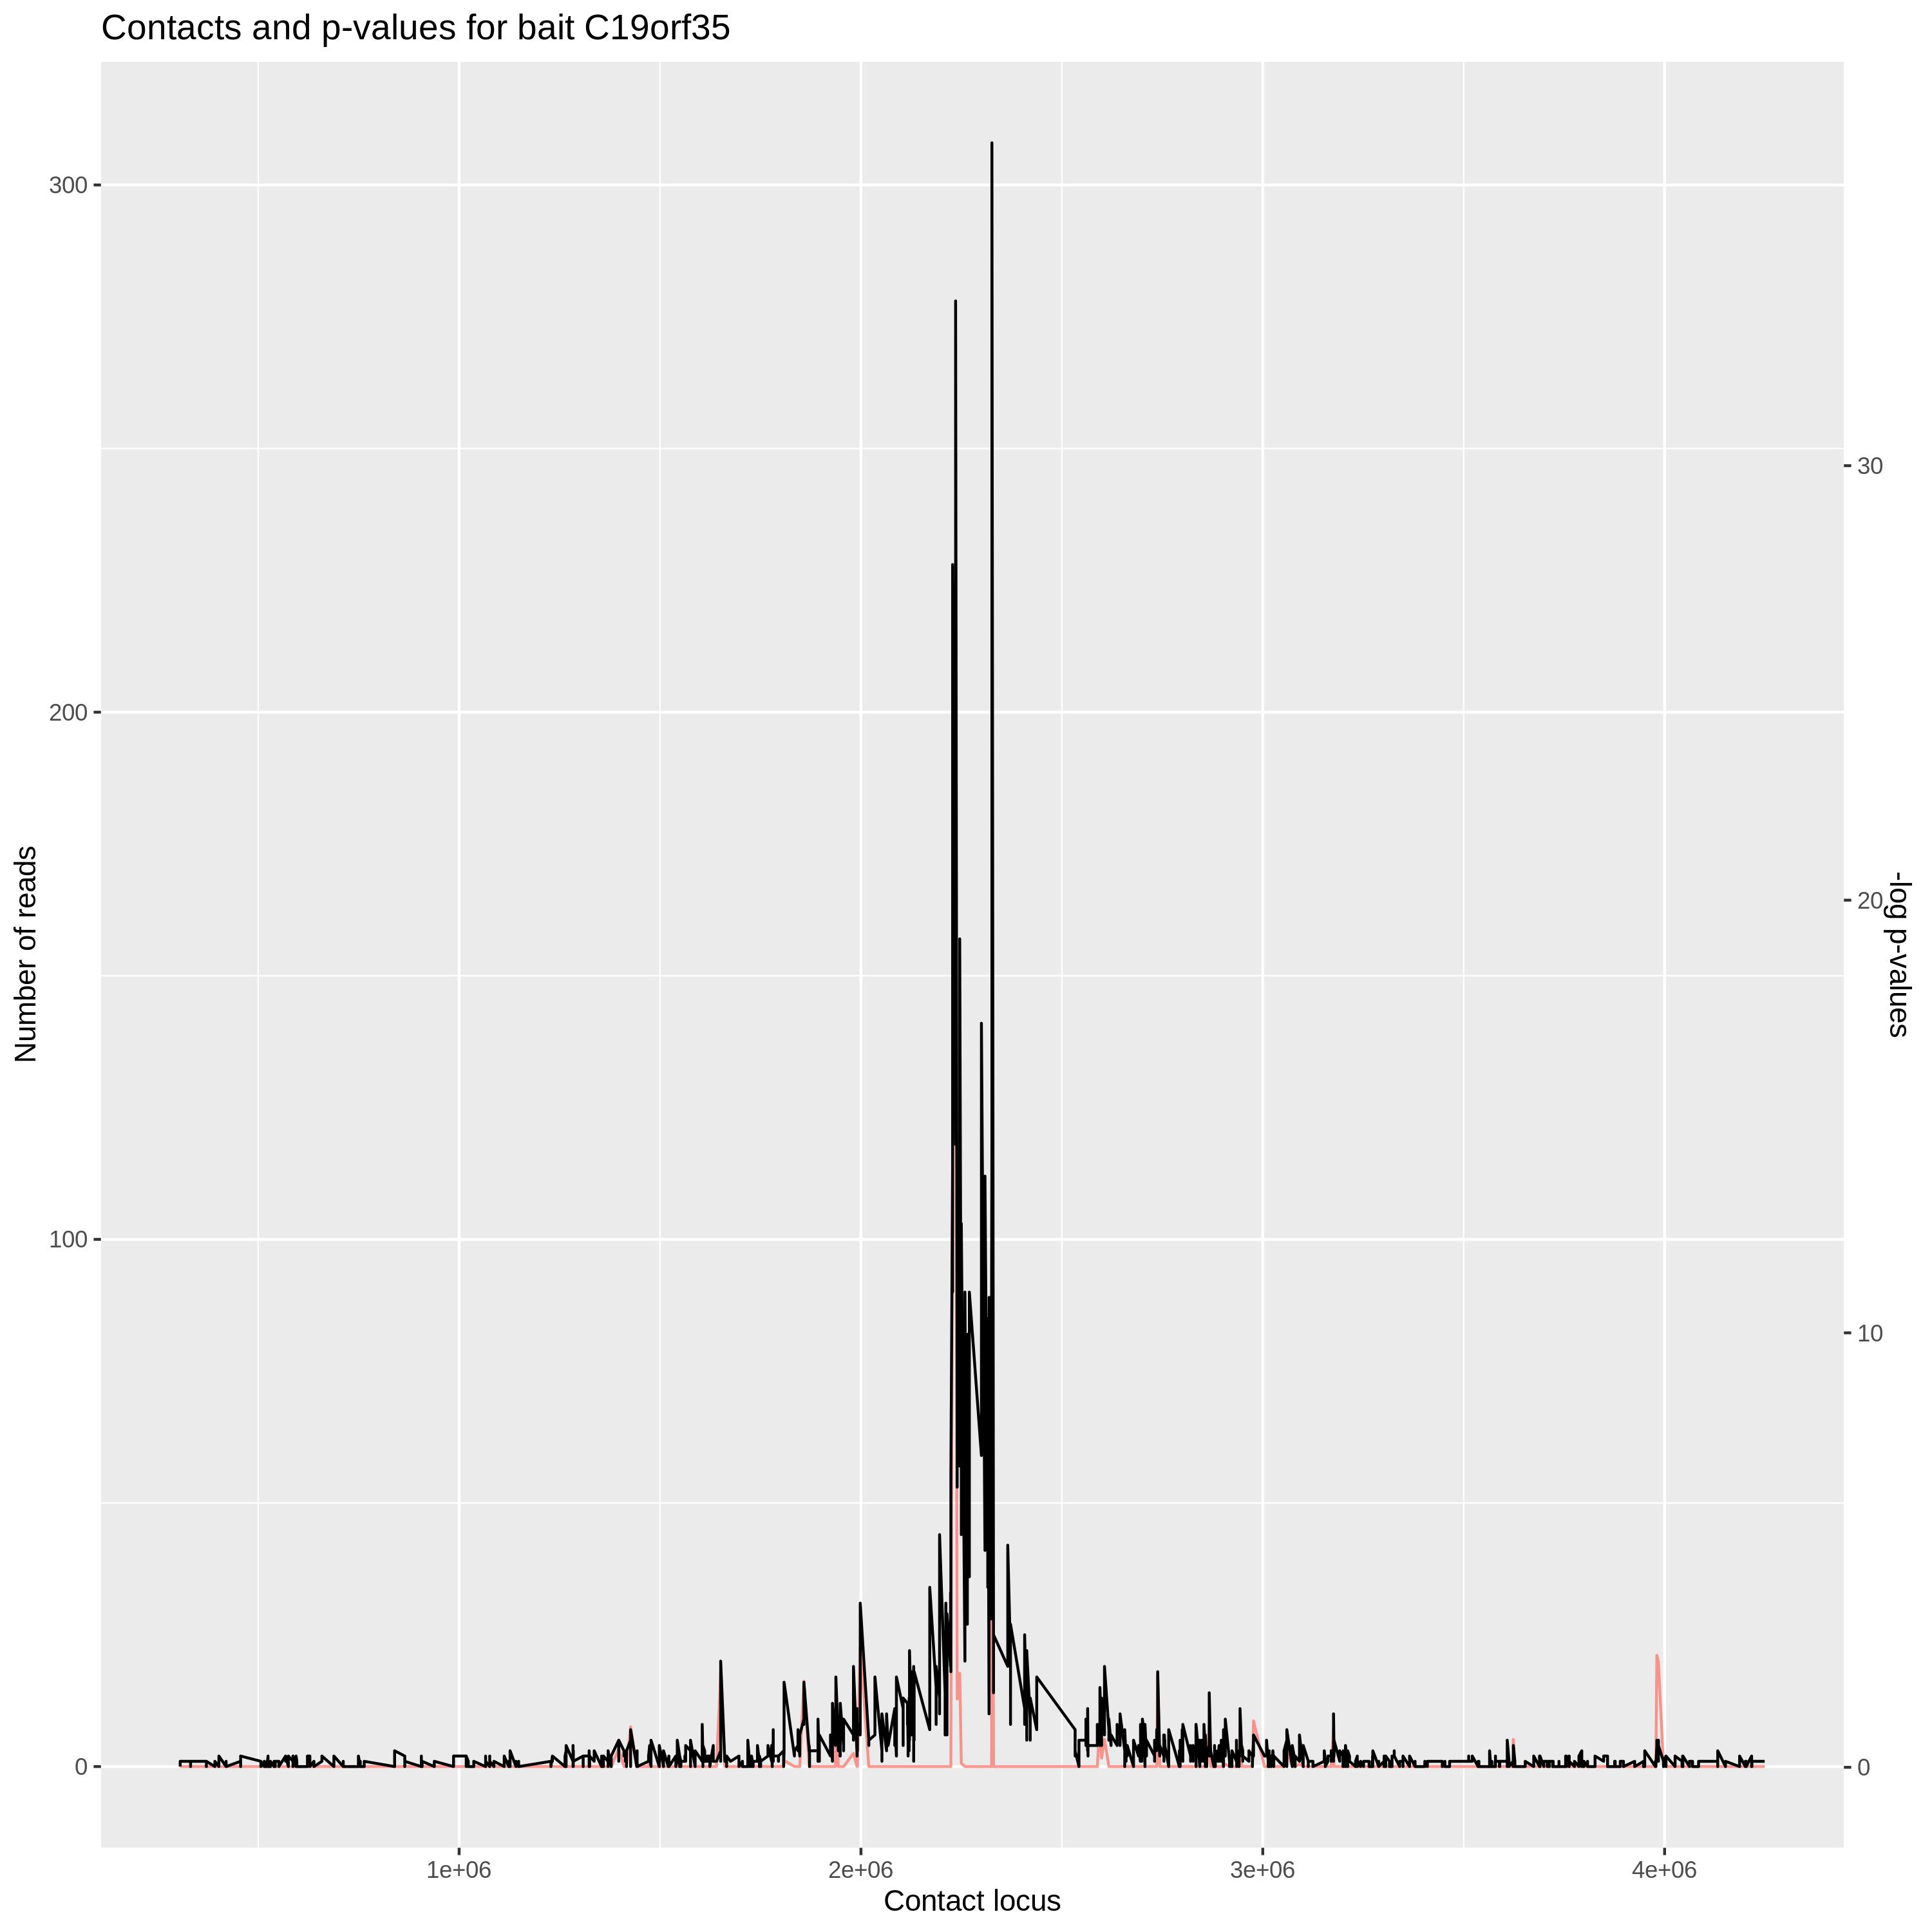 Contacts and p-values for bait C19orf35
300
200
100
0
Number of reads
30
20
10
0
-log p-values
1e+06
2e+06
3e+06
4e+06
Contact locus